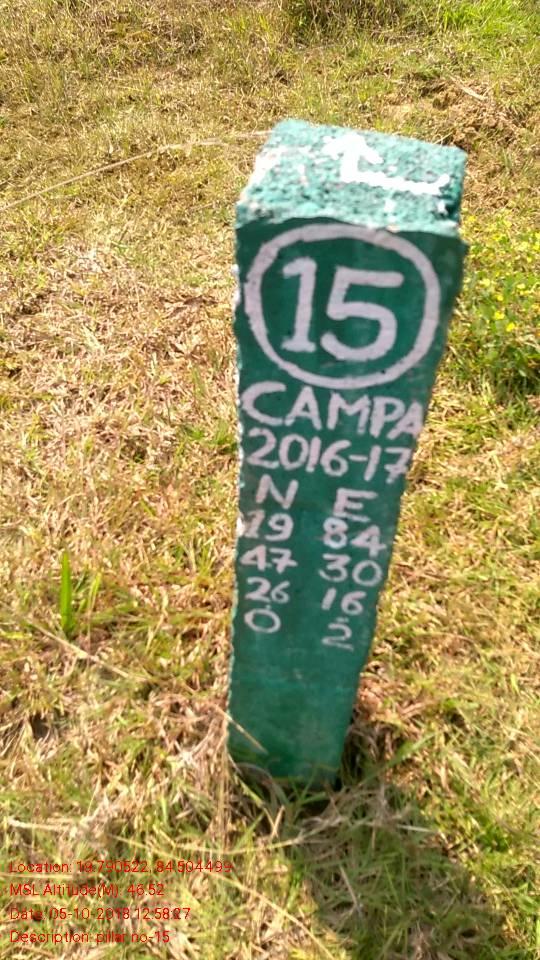 15
CAMPA
2016-17
N E
19 84
47 30
26 16
0 2
Location: 19.790522, 84.504499
MSL Altitude(M): 46.52
Date: 05-10-2018 12:58:27
Description: pillar no-15